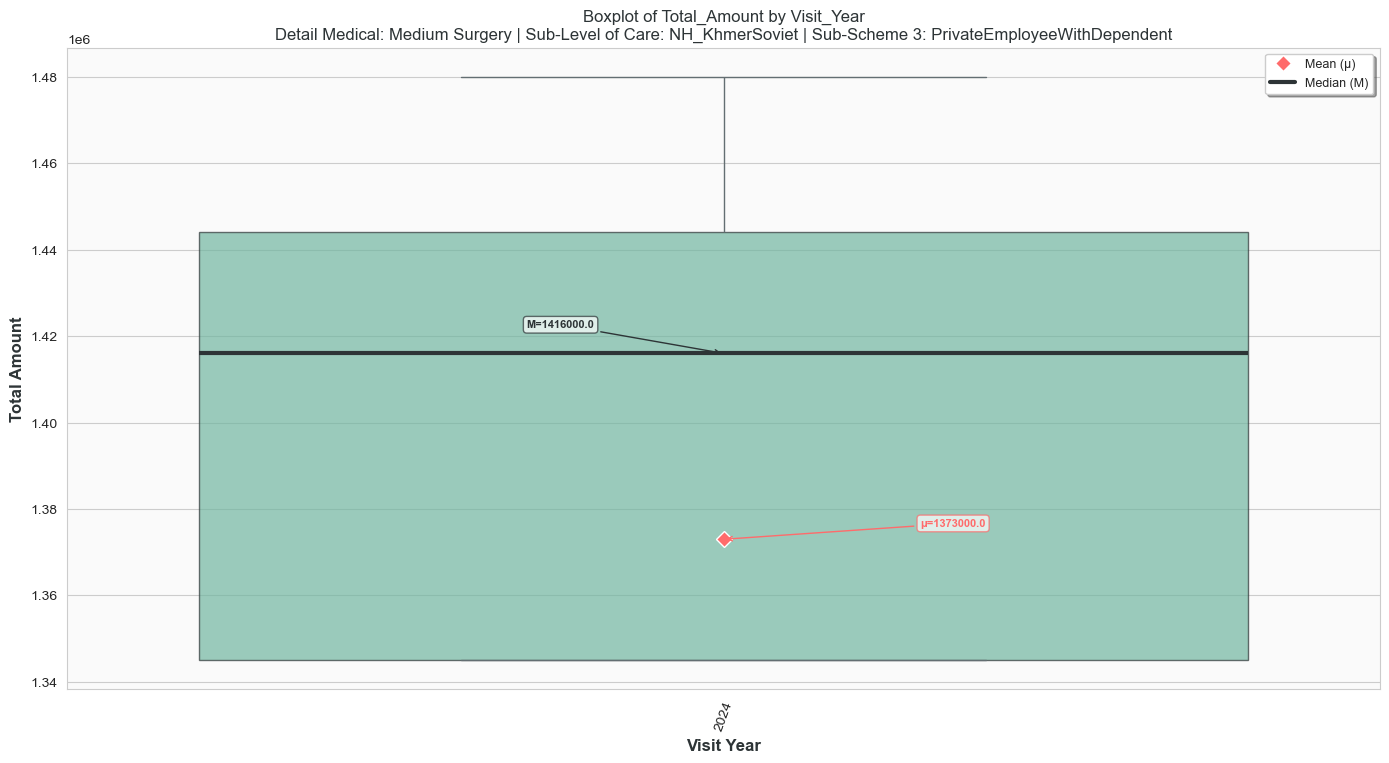 Boxplot of Total_Amount by Visit_Year
Detail Medical: Medium Surgery | Sub-Level of Care: NH_KhmerSoviet | Sub-Scheme 3: PrivateEmployeeWithDependent
1e6
Mean (μ)
Median (M)
1.48
1.46
1.44
1.42
1.40
1.38
1.36
1.34
Total Amount
M=1416000.0
μ=1373000.0
2024
Visit Year